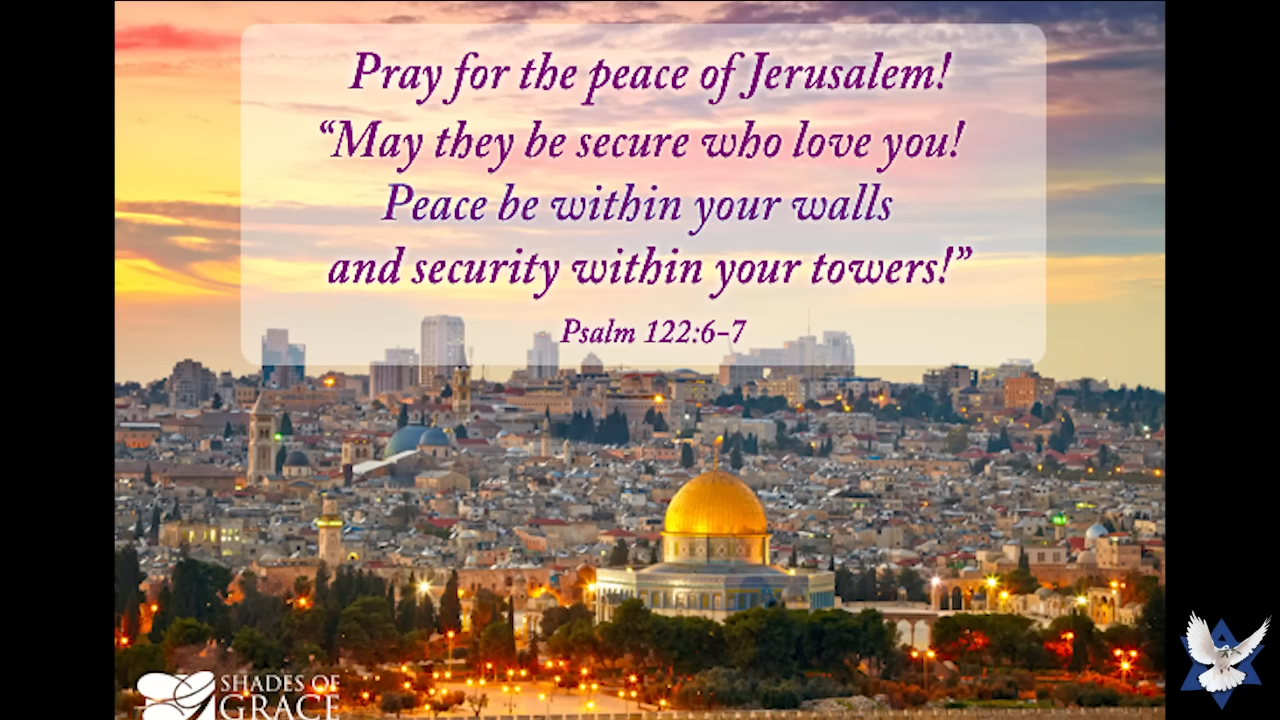 Pray for the peace of Jerusalem!
“May they be secure who love you!
Peace be within your walls
and security within your towers!”
Psalm 122:6-7
SHADES OF
GRACE